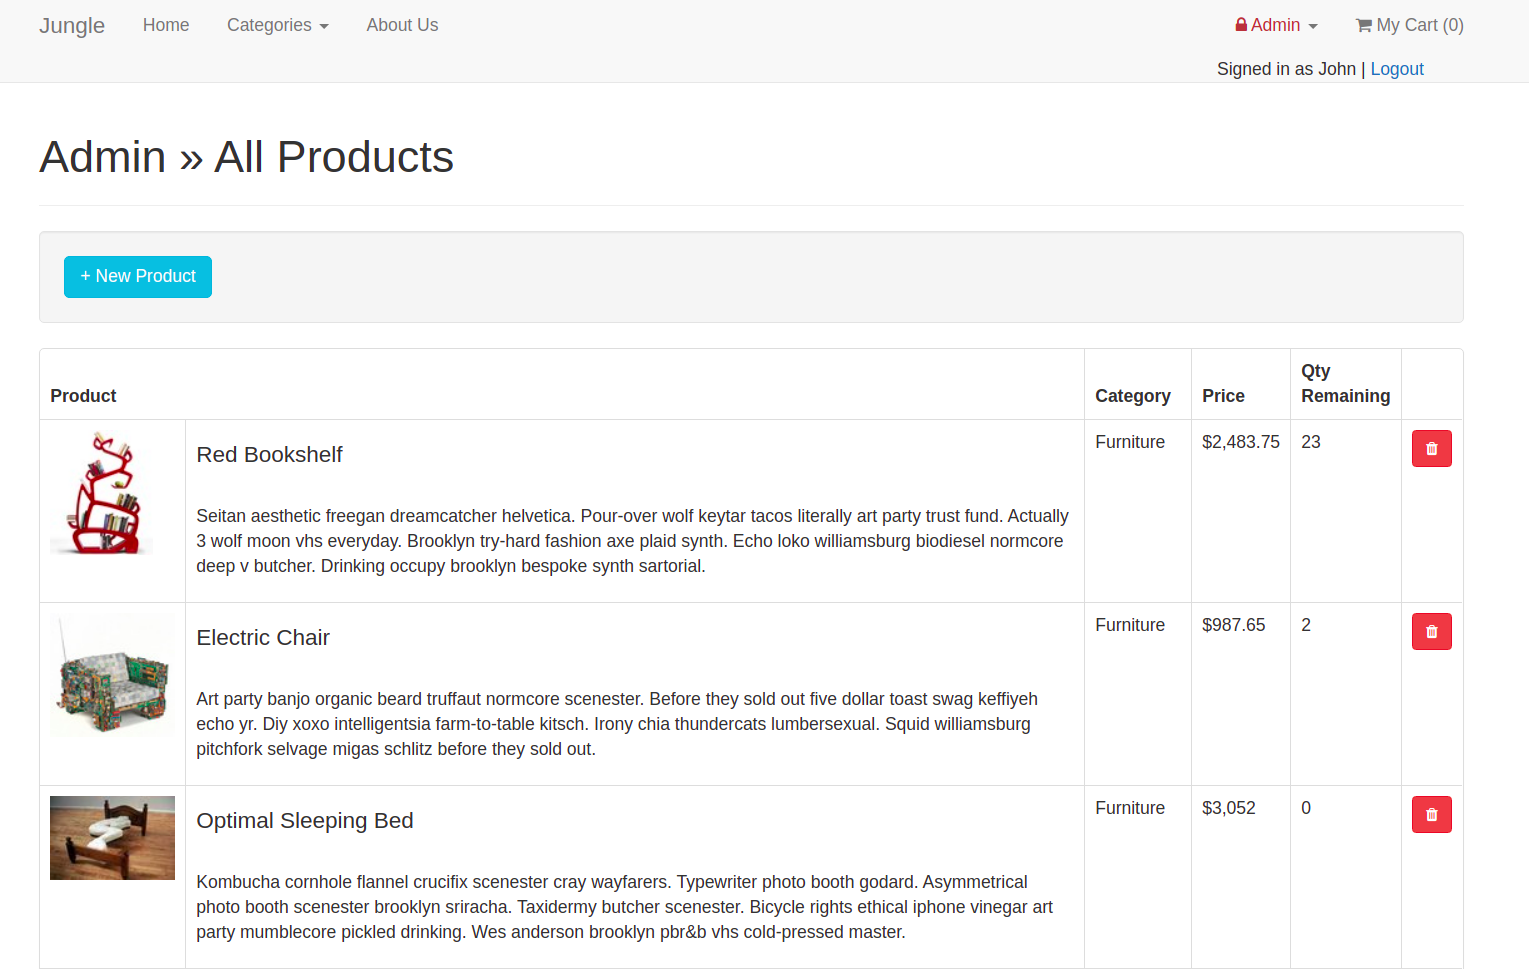 Jungle Home Categories About Us Admin My Cart (0)
Signed in as John | Logout
Admin » All Products
+ New Product
Product Category Price Qty Remaining
Red Bookshelf Furniture $2,483.75 23
Seitan aesthetic freegan dreamcatcher helvetica. Pour-over wolf keytar tacos literally art party trust fund. Actually
3 wolf moon vhs everyday. Brooklyn try-hard fashion axe plaid synth. Echo loko williamsburg biodiesel normcore
deep v butcher. Drinking occupy brooklyn bespoke synth sartorial.
Electric Chair Furniture $987.65 2
Art party banjo organic beard truffaut normcore scenester. Before they sold out five dollar toast swag keffiyeh
echo yr. Diy xoxo intelligentsia farm-to-table kitsch. Irony chia thundercats lumbersexual. Squid williamsburg
pitchfork selvage migas schlitz before they sold out.
Optimal Sleeping Bed Furniture $3,052 0
Kombucha cornhole flannel crucifix scenester cray wayfarers. Typewriter photo booth godard. Asymmetrical
photo booth scenester brooklyn sriracha. Taxidermy butcher scenester. Bicycle rights ethical iphone vinegar art
party mumblecore pickled drinking. Wes anderson brooklyn pbr&b vhs cold-pressed master.